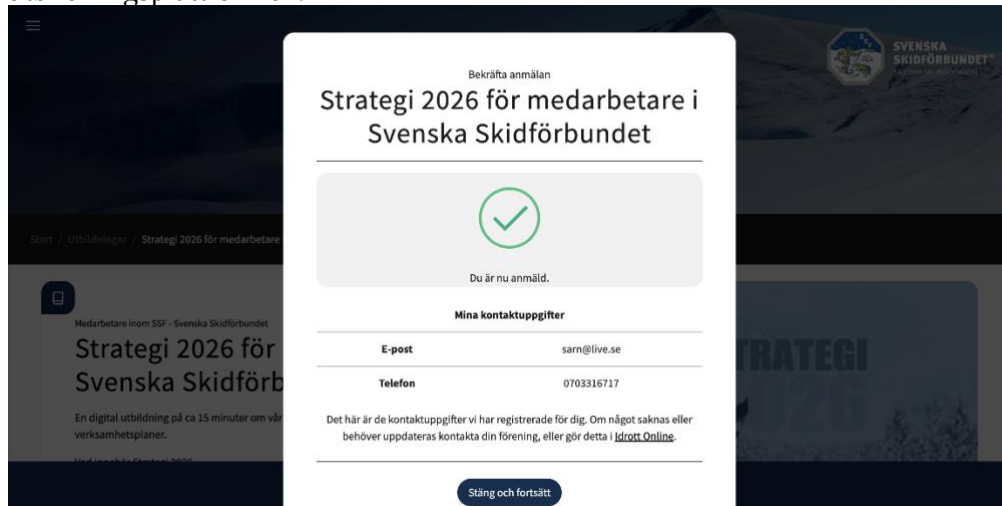 SVENSKA
SKIDFÖRBUNDET
Bekräfta anmälan
Strategi 2026 för medarbetare i
Svenska Skidförbundet
Du är nu anmäld.
Mina kontaktuppgifter
E-post sarn@live.se
Telefon 0703316717
Det här är de kontaktuppgifter vi har registrerade för dig. Om något saknas eller
behöver uppdateras kontakta din förening, eller gör detta i Idrott Online.
Stäng och fortsätt
Start / Utbildningar / Strategi 2026 för medarbetare
Medarbetare inom SSF - Svenska Skidförbundet
Strategi 2026 för
Svenska Skidförb
En digital utbildning på ca 15 minuter om vår
verksamhetsplaner.
TRATEGI
026